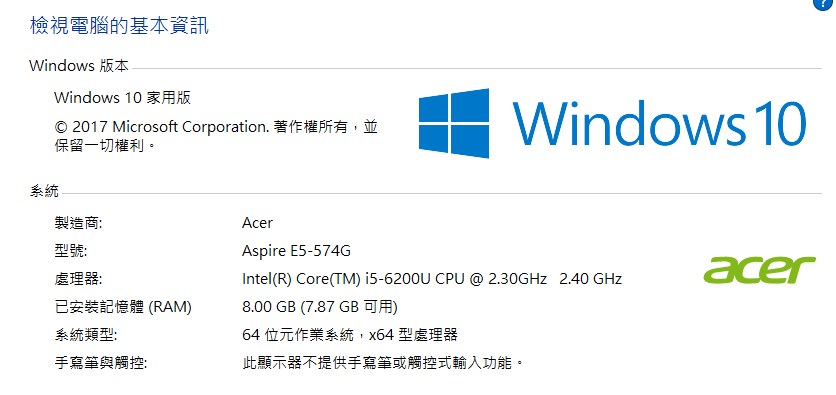 ?
檢視電腦的基本資訊
Windows 版本
Windows 10 家用版
© 2017 Microsoft Corporation. 著作權所有，並
保留一切權利。
Windows 10
系統
製造商: Acer
型號: Aspire E5-574G
處理器: Intel(R) Core(TM) i5-6200U CPU @ 2.30GHz 2.40 GHz
已安裝記憶體 (RAM) 8.00 GB (7.87 GB 可用)
系統類型: 64 位元作業系統，x64 型處理器
手寫筆與觸控: 此顯示器不提供手寫筆或觸控式輸入功能。
acer